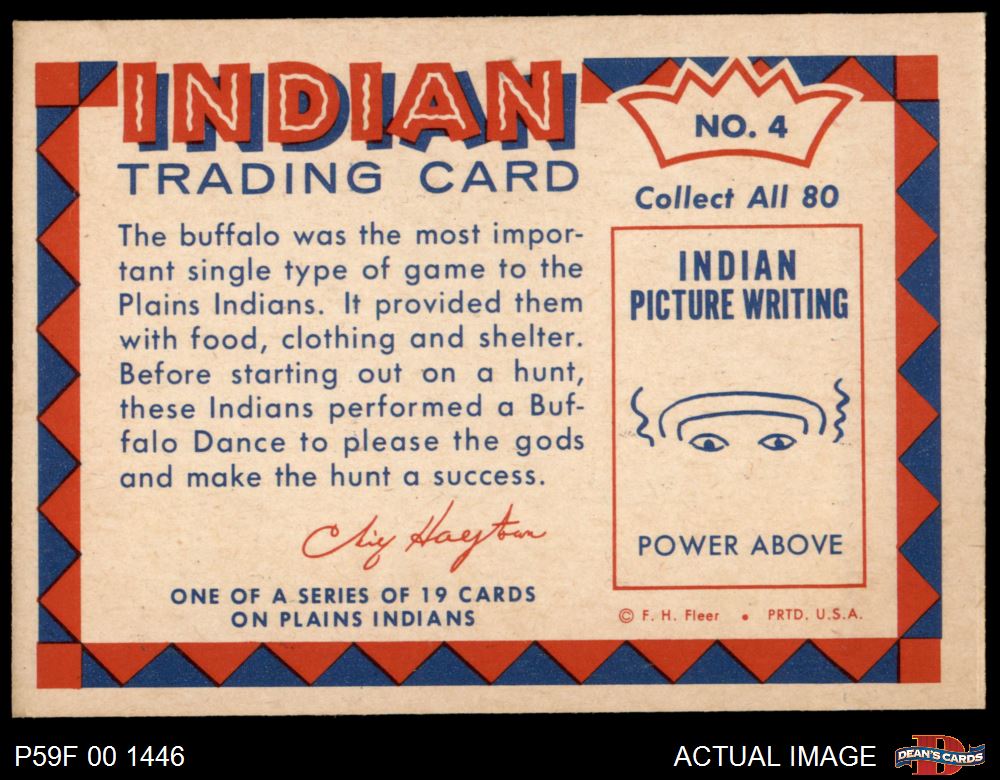 INDIAN
TRADING CARD
The buffalo was the most impor-
tant single type of game to the
Plains Indians. It provided them
with food, clothing and shelter.
Before starting out on a hunt,
these Indians performed a Buf-
falo Dance to please the gods
and make the hunt a success.
ONE OF A SERIES OF 19 CARDS
ON PLAINS INDIANS
NO. 4
Collect All 80
INDIAN
PICTURE WRITING
POWER ABOVE
© F. H. Fleer • PRTD. U.S.A.
P59F 00 1446
ACTUAL IMAGE
DEAN'S CARDS